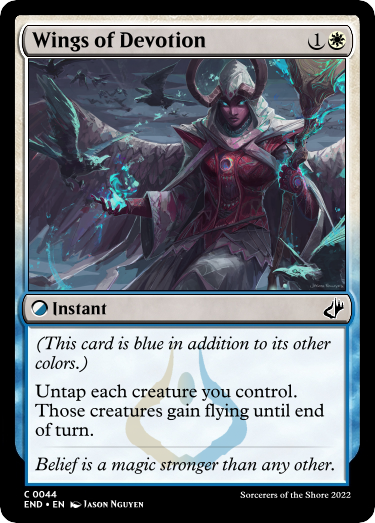 Wings of Devotion 1
Instant
(This card is blue in addition to its other
colors.)
Untap each creature you control.
Those creatures gain flying until end
of turn.
Belief is a magic stronger than any other.
C 0044
END • EN Jason Nguyen
Sorcerers of the Shore 2022